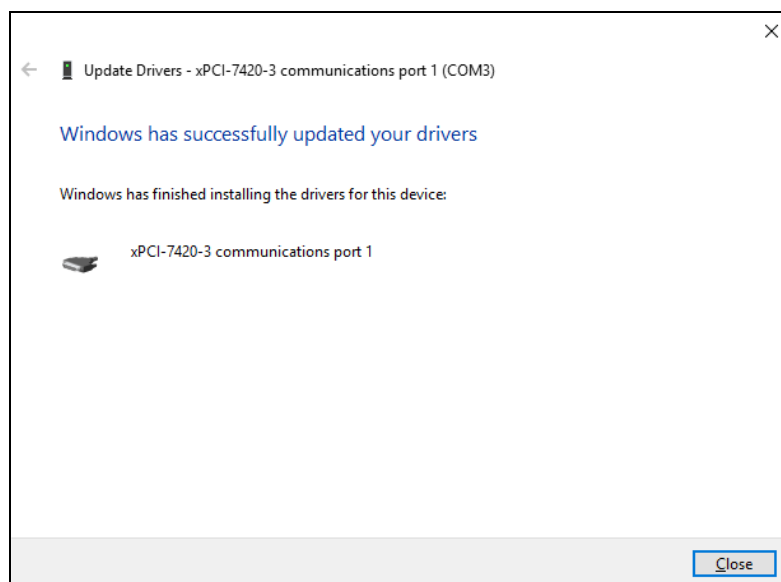 Update Drivers - xPCI-7420-3 communications port 1 (COM3)
Windows has successfully updated your drivers
Windows has finished installing the drivers for this device:
xPCI-7420-3 communications port 1
Close